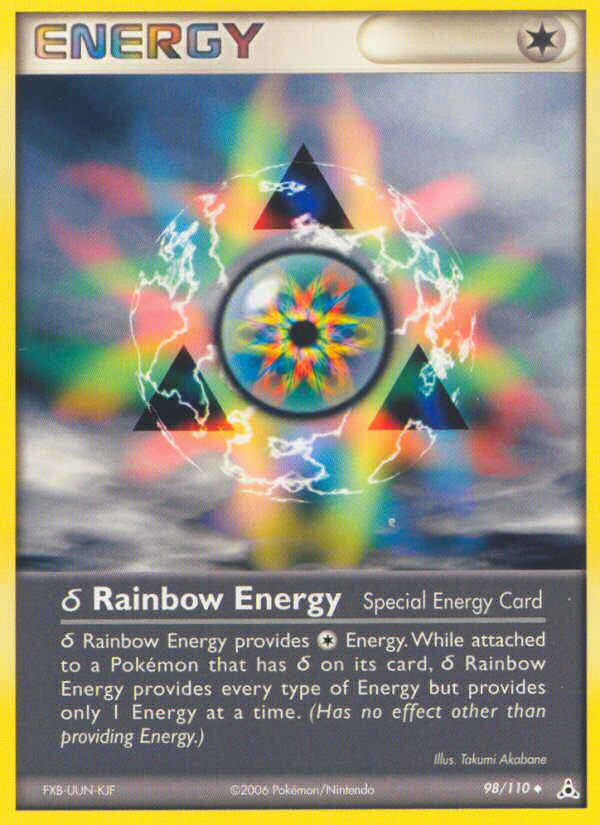 ENERGY
δ Rainbow Energy Special Energy Card
δ Rainbow Energy provides Energy. While attached
to a Pokémon that has δ on its card, δ Rainbow
Energy provides every type of Energy but provides
only 1 Energy at a time. (Has no effect other than
providing Energy.)
Illus. Takumi Akabane
FXB-UUN-KJF ©2006 Pokémon/Nintendo 98/110